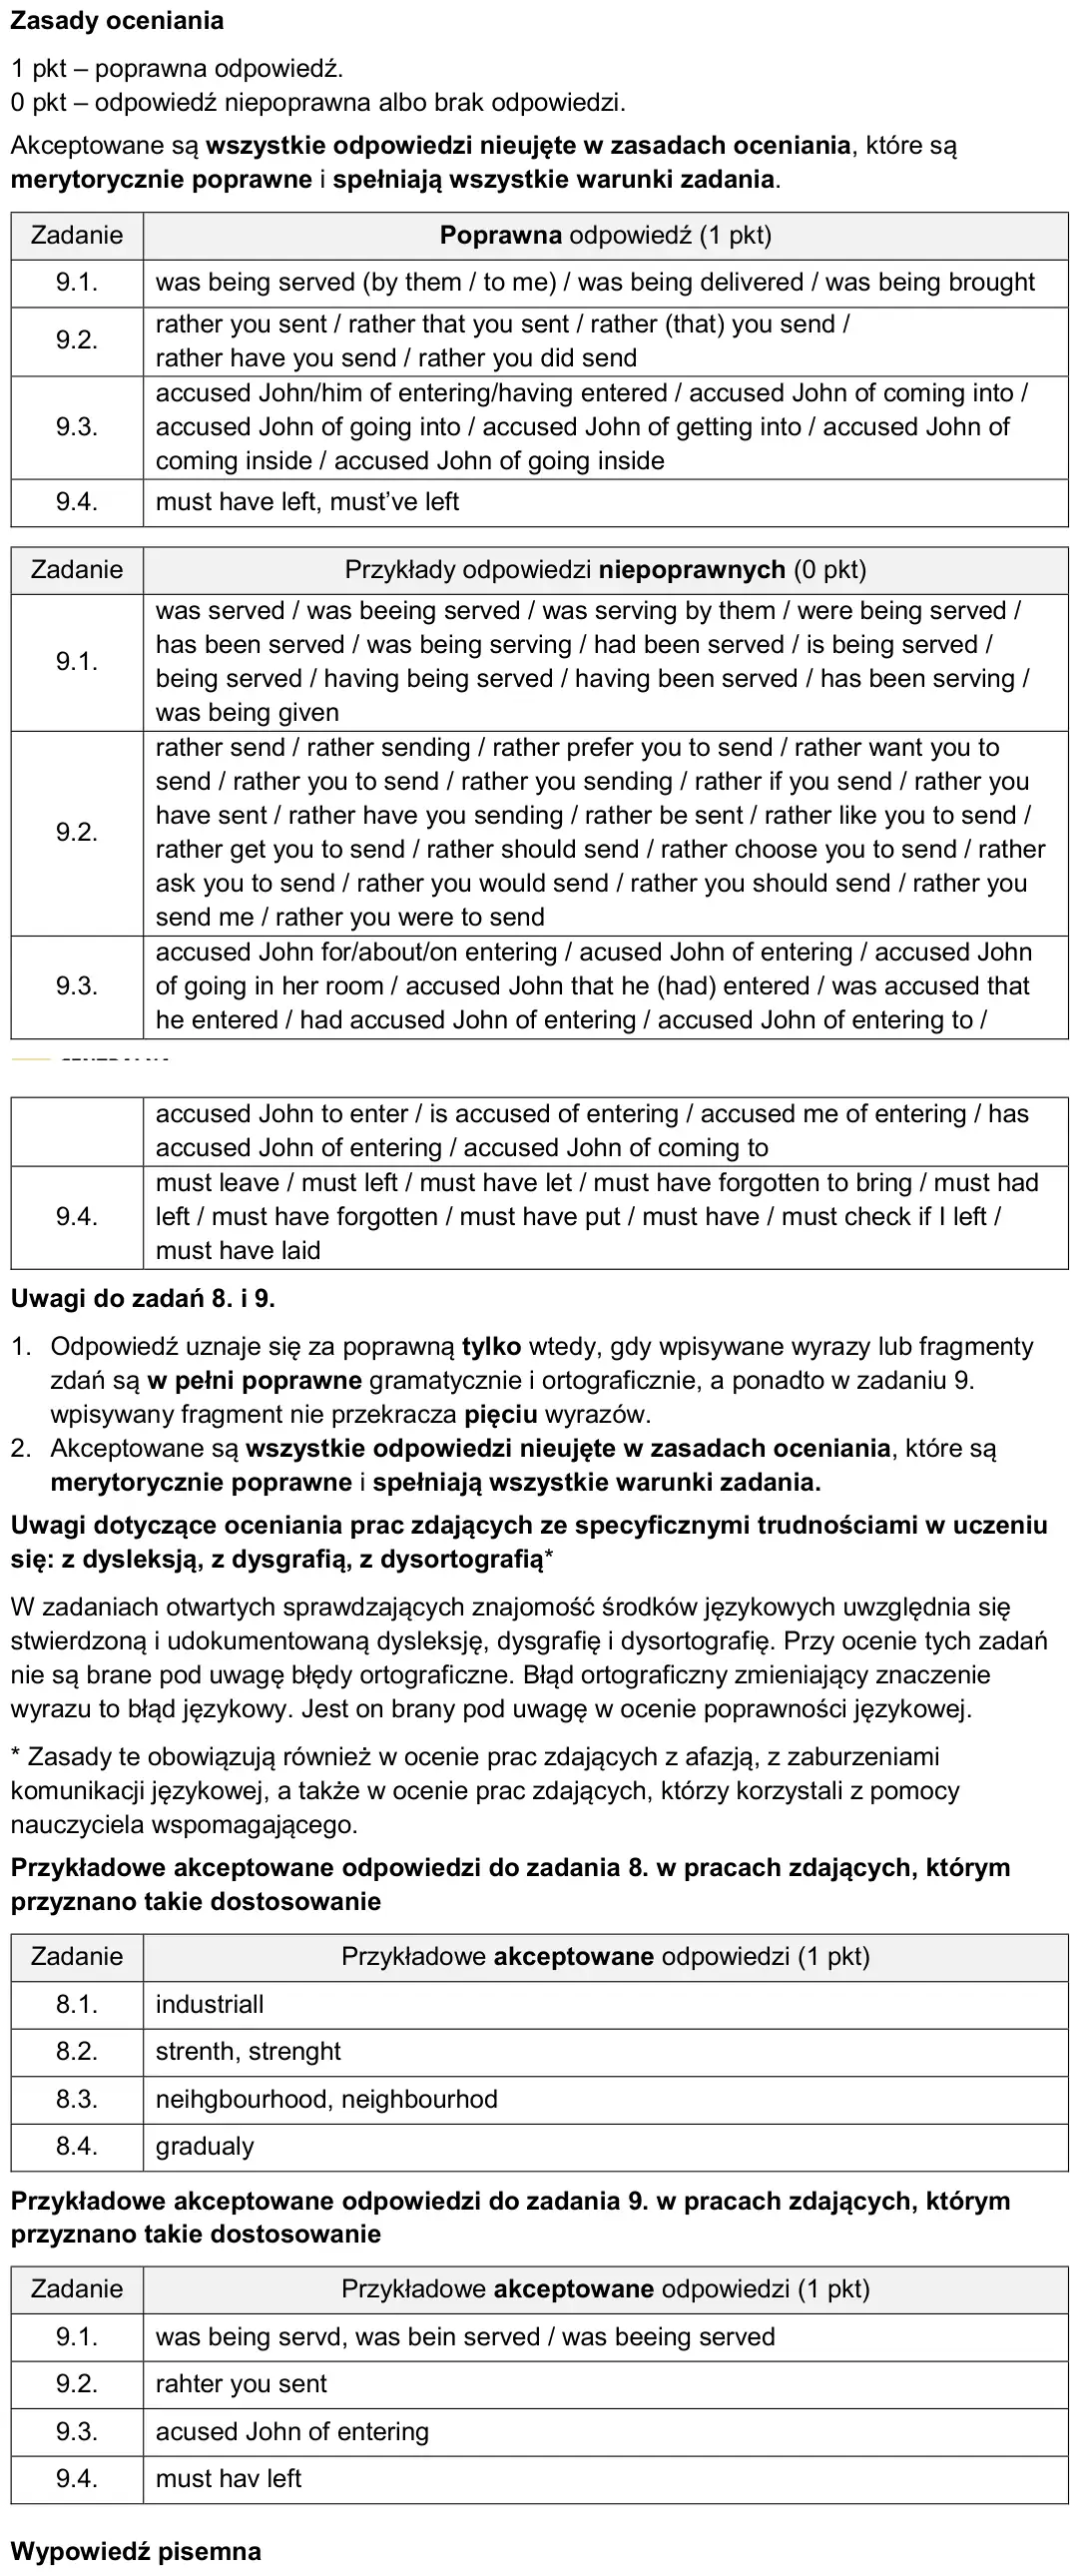 Zasady oceniania
1 pkt – poprawna odpowiedź.
0 pkt – odpowiedź niepoprawna albo brak odpowiedzi.
Akceptowane są wszystkie odpowiedzi nieujęte w zasadach oceniania, które są
merytorycznie poprawne i spełniają wszystkie warunki zadania.
Zadanie Poprawna odpowiedź (1 pkt)
9.1. was being served (by them / to me) / was being delivered / was being brought
9.2. rather you sent / rather that you sent / rather (that) you send /
rather have you send / rather you did send
9.3. accused John/him of entering/having entered / accused John of coming into /
accused John of going into / accused John of getting into / accused John of
coming inside / accused John of going inside
9.4. must have left, must’ve left
Zadanie Przykłady odpowiedzi niepoprawnych (0 pkt)
9.1. was served / was beeing served / was serving by them / were being served /
has been served / was being serving / had been served / is being served /
being served / having being served / having been served / has been serving /
was being given
9.2. rather send / rather sending / rather prefer you to send / rather want you to
send / rather you to send / rather you sending / rather if you send / rather you
have sent / rather have you sending / rather be sent / rather like you to send /
rather get you to send / rather should send / rather choose you to send / rather
ask you to send / rather you would send / rather you should send / rather you
send me / rather you were to send
9.3. accused John for/about/on entering / acused John of entering / accused John
of going in her room / accused John that he (had) entered / was accused that
he entered / had accused John of entering / accused John of entering to /
accused John to enter / is accused of entering / accused me of entering / has
accused John of entering / accused John of coming to
9.4. must leave / must left / must have let / must have forgotten to bring / must had
left / must have forgotten / must have put / must have / must check if I left /
must have laid
Uwagi do zadań 8. i 9.
1. Odpowiedź uznaje się za poprawną tylko wtedy, gdy wpisywane wyrazy lub fragmenty
zdań są w pełni poprawne gramatycznie i ortograficznie, a ponadto w zadaniu 9.
wpisywany fragment nie przekracza pięciu wyrazów.
2. Akceptowane są wszystkie odpowiedzi nieujęte w zasadach oceniania, które są
merytorycznie poprawne i spełniają wszystkie warunki zadania.
Uwagi dotyczące oceniania prac zdających ze specyficznymi trudnościami w uczeniu
się: z dysleksją, z dysgrafią, z dysortografią*
W zadaniach otwartych sprawdzających znajomość środków językowych uwzględnia się
stwierdzoną i udokumentowaną dysleksję, dysgrafię i dysortografię. Przy ocenie tych zadań
nie są brane pod uwagę błędy ortograficzne. Błąd ortograficzny zmieniający znaczenie
wyrazu to błąd językowy. Jest on brany pod uwagę w ocenie poprawności językowej.
* Zasady te obowiązują również w ocenie prac zdających z afazją, z zaburzeniami
komunikacji językowej, a także w ocenie prac zdających, którzy korzystali z pomocy
nauczyciela wspomagającego.
Przykładowe akceptowane odpowiedzi do zadania 8. w pracach zdających, którym
przyznano takie dostosowanie
Zadanie Przykładowe akceptowane odpowiedzi (1 pkt)
8.1. industriall
8.2. strenth, strenght
8.3. neihgbourhood, neighbourhod
8.4. gradualy
Przykładowe akceptowane odpowiedzi do zadania 9. w pracach zdających, którym
przyznano takie dostosowanie
Zadanie Przykładowe akceptowane odpowiedzi (1 pkt)
9.1. was being servd, was bein served / was beeing served
9.2. rahter you sent
9.3. acused John of entering
9.4. must hav left
Wypowiedź pisemna